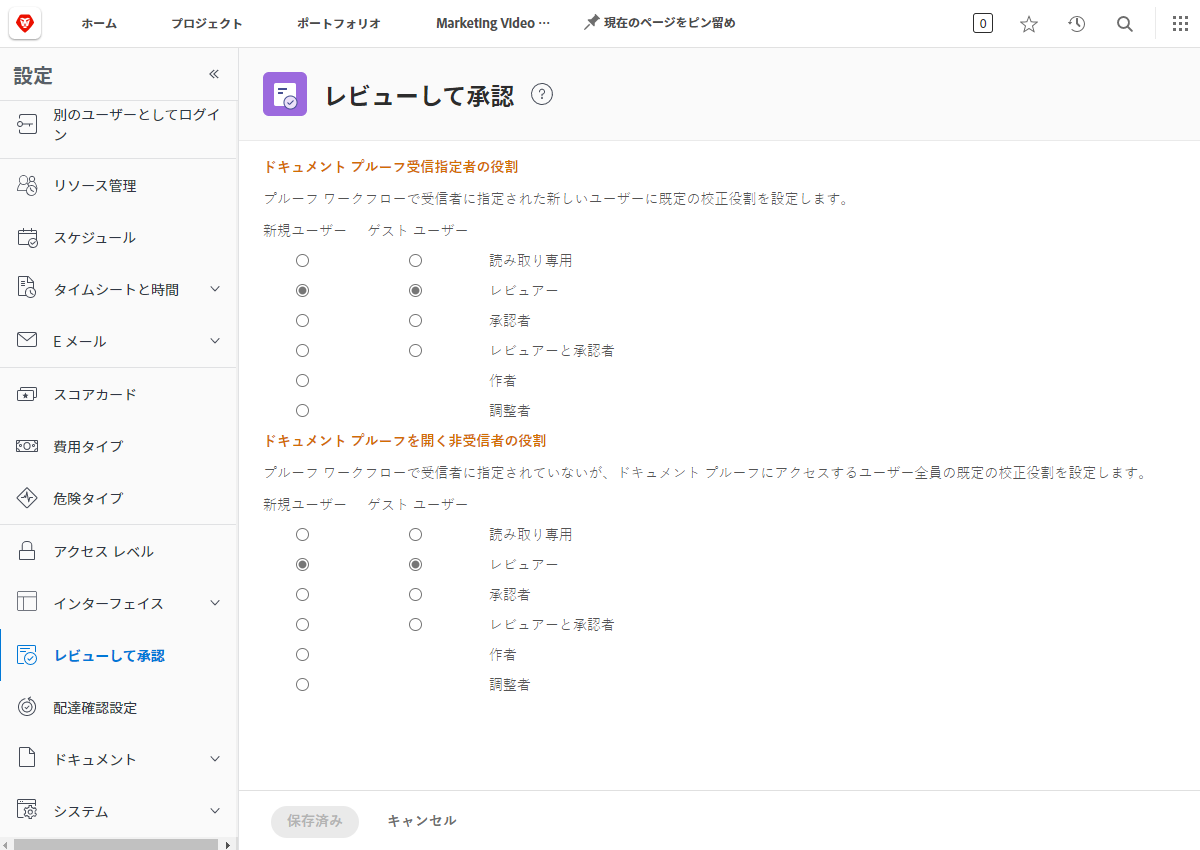 ホーム プロジェクト ポートフォリオ Marketing Video ··· 現在のページをピン留め 0
設定
別のユーザーとしてログイ
ン
リソース管理
スケジュール
タイムシートと時間
E メール
スコアカード
費用タイプ
危険タイプ
アクセス レベル
インターフェイス
レビューして承認
配達確認設定
ドキュメント
システム
レビューして承認 ?
ドキュメント プルーフ受信指定者の役割
プルーフ ワークフローで受信者に指定された新しいユーザーに既定の校正役割を設定します。
新規ユーザー ゲスト ユーザー
読み取り専用
レビュアー
承認者
レビュアーと承認者
作者
調整者
ドキュメント プルーフを開く非受信者の役割
プルーフ ワークフローで受信者に指定されていないが、ドキュメント プルーフにアクセスするユーザー全員の既定の校正役割を設定します。
新規ユーザー ゲスト ユーザー
読み取り専用
レビュアー
承認者
レビュアーと承認者
作者
調整者
保存済み キャンセル